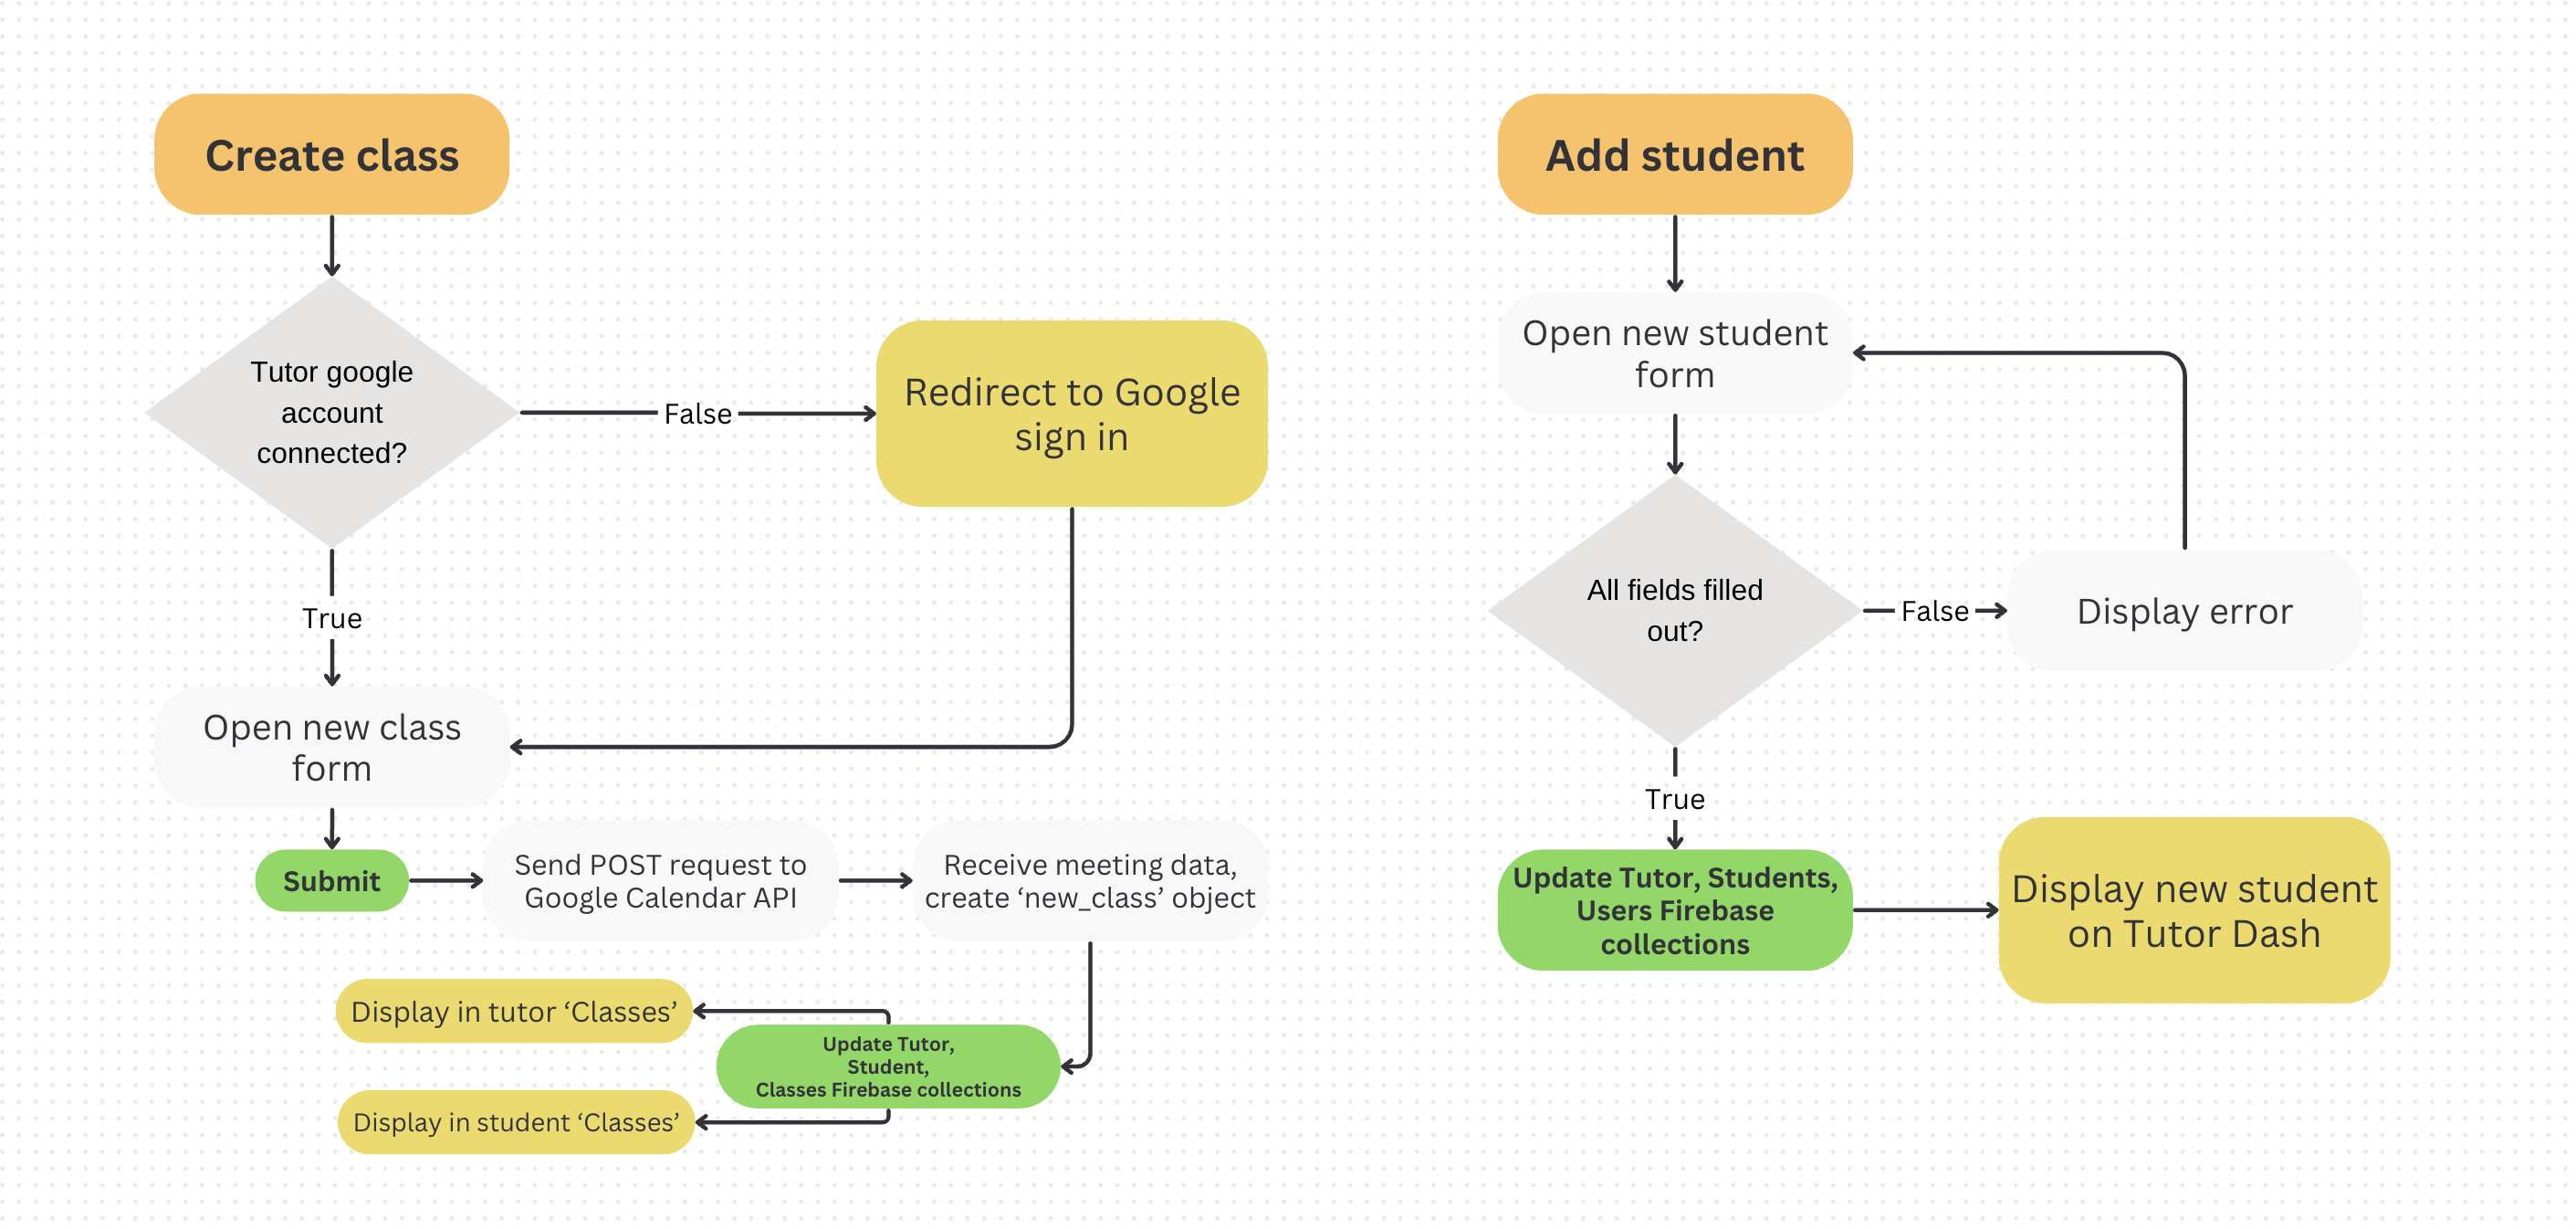 Create class
Tutor google
account
connected?
False
Redirect to Google
sign in
True
Open new class
form
Submit
Send POST request to
Google Calendar API
Receive meeting data,
create ‘new_class’ object
Update Tutor,
Student,
Classes Firebase collections
Display in tutor ‘Classes’
Display in student ‘Classes’
Add student
Open new student
form
All fields filled
out?
False
Display error
True
Update Tutor, Students,
Users Firebase
collections
Display new student
on Tutor Dash